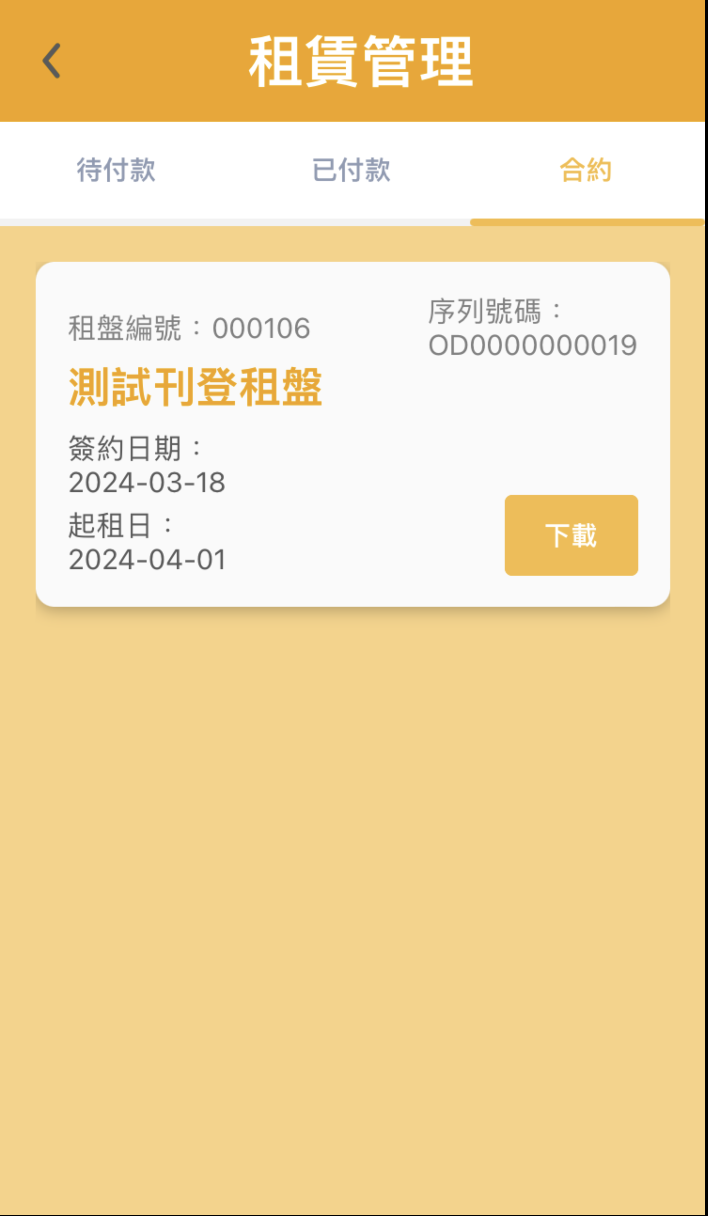 租賃管理
待付款
已付款
合約
租盤編號：000106
序列號碼：
OD0000000019
測試刊登租盤
簽約日期：
2024-03-18
起租日：
2024-04-01
下載